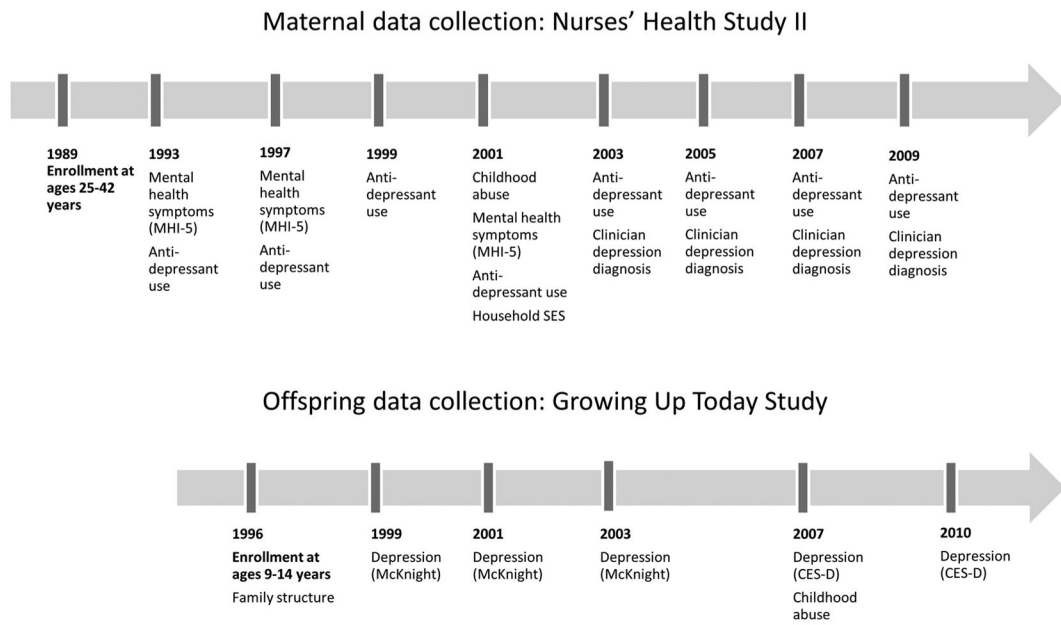 Maternal data collection: Nurses' Health Study II
1989
Enrollment at
ages 25-42
years
1993
Mental
health
symptoms
(MHI-5)
Anti-
depressant
use
1997
Mental
health
symptoms
(MHI-5)
Anti-
depressant
use
1999
Anti-
depressant
use
2001
Childhood
abuse
Mental health
symptoms
(MHI-5)
Anti-
depressant use
Household SES
2003
Anti-
depressant
use
Clinician
depression
diagnosis
2005
Anti-
depressant
use
Clinician
depression
diagnosis
2007
Anti-
depressant
use
Clinician
depression
diagnosis
2009
Anti-
depressant
use
Clinician
depression
diagnosis
Offspring data collection: Growing Up Today Study
1996
Enrollment at
ages 9-14 years
Family structure
1999
Depression
(McKnight)
2001
Depression
(McKnight)
2003
Depression
(McKnight)
2007
Depression
(CES-D)
Childhood
abuse
2010
Depression
(CES-D)